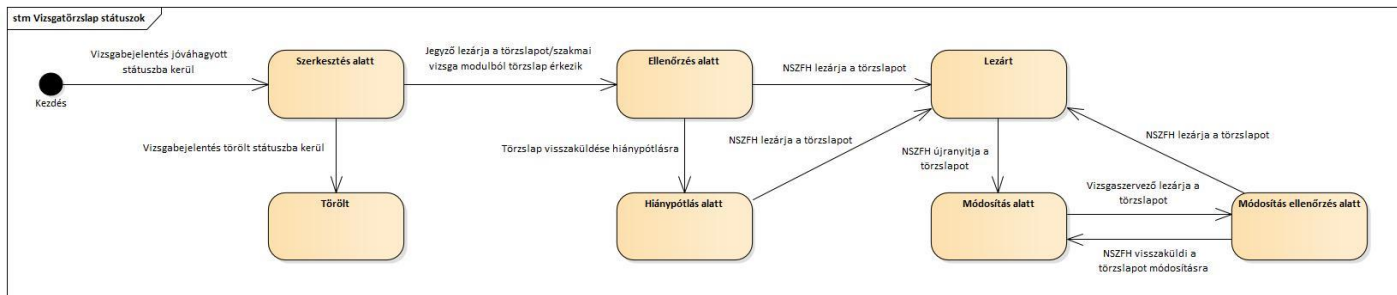 stm Vizsgatörzslap státuszok
Vizsgabejelentés jóváhagyott
státuszba kerül
Kezdés
Szerkesztés alatt
Jegyző lezárja a törzslapot/szakmai
vizsga modulból törzslap érkezik
Ellenőrzés alatt
NSZFH lezárja a törzslapot
Lezárt
Vizsgabejelentés törölt státuszba kerül
Törzslap visszaküldése hiánypótlásra
NSZFH lezárja a törzslapot
NSZFH újranyitja a
törzslapot
NSZFH lezárja a törzslapot
Törölt
Hiánypótlás alatt
Módosítás alatt
Vizsgaszervező lezárja a
törzslapot
Módosítás ellenőrzés alatt
NSZFH visszaküldi a
törzslapot módosításra